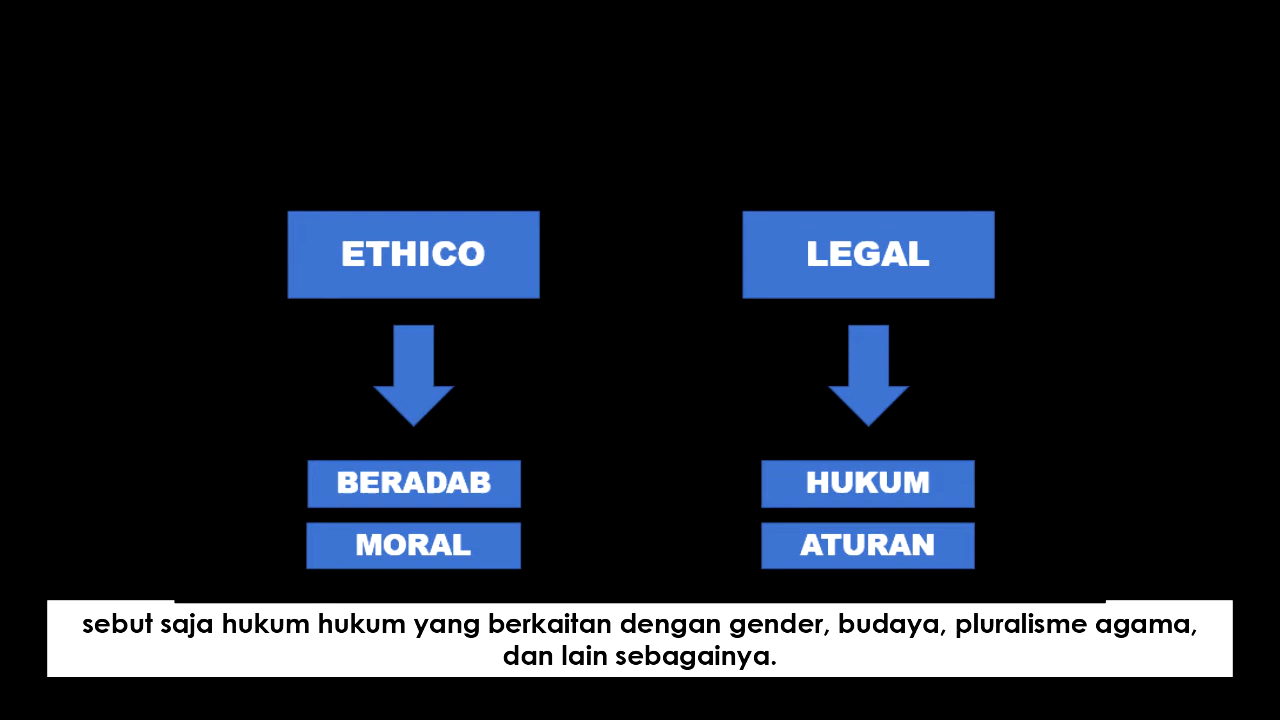 ETHICO
LEGAL
BERADAB
HUKUM
MORAL
ATURAN
sebut saja hukum hukum yang berkaitan dengan gender, budaya, pluralisme agama,
dan lain sebagainya.